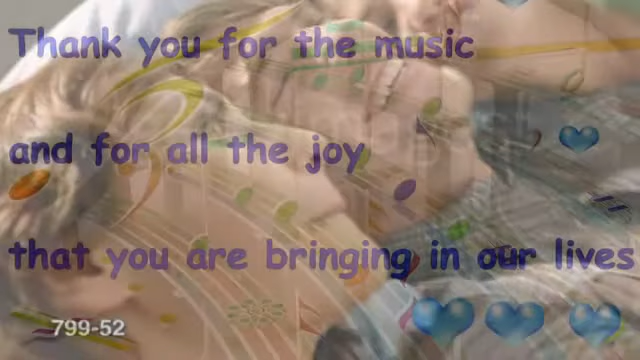 Thank you for the music
and for all the joy
that you are bringing in our lives
799-52